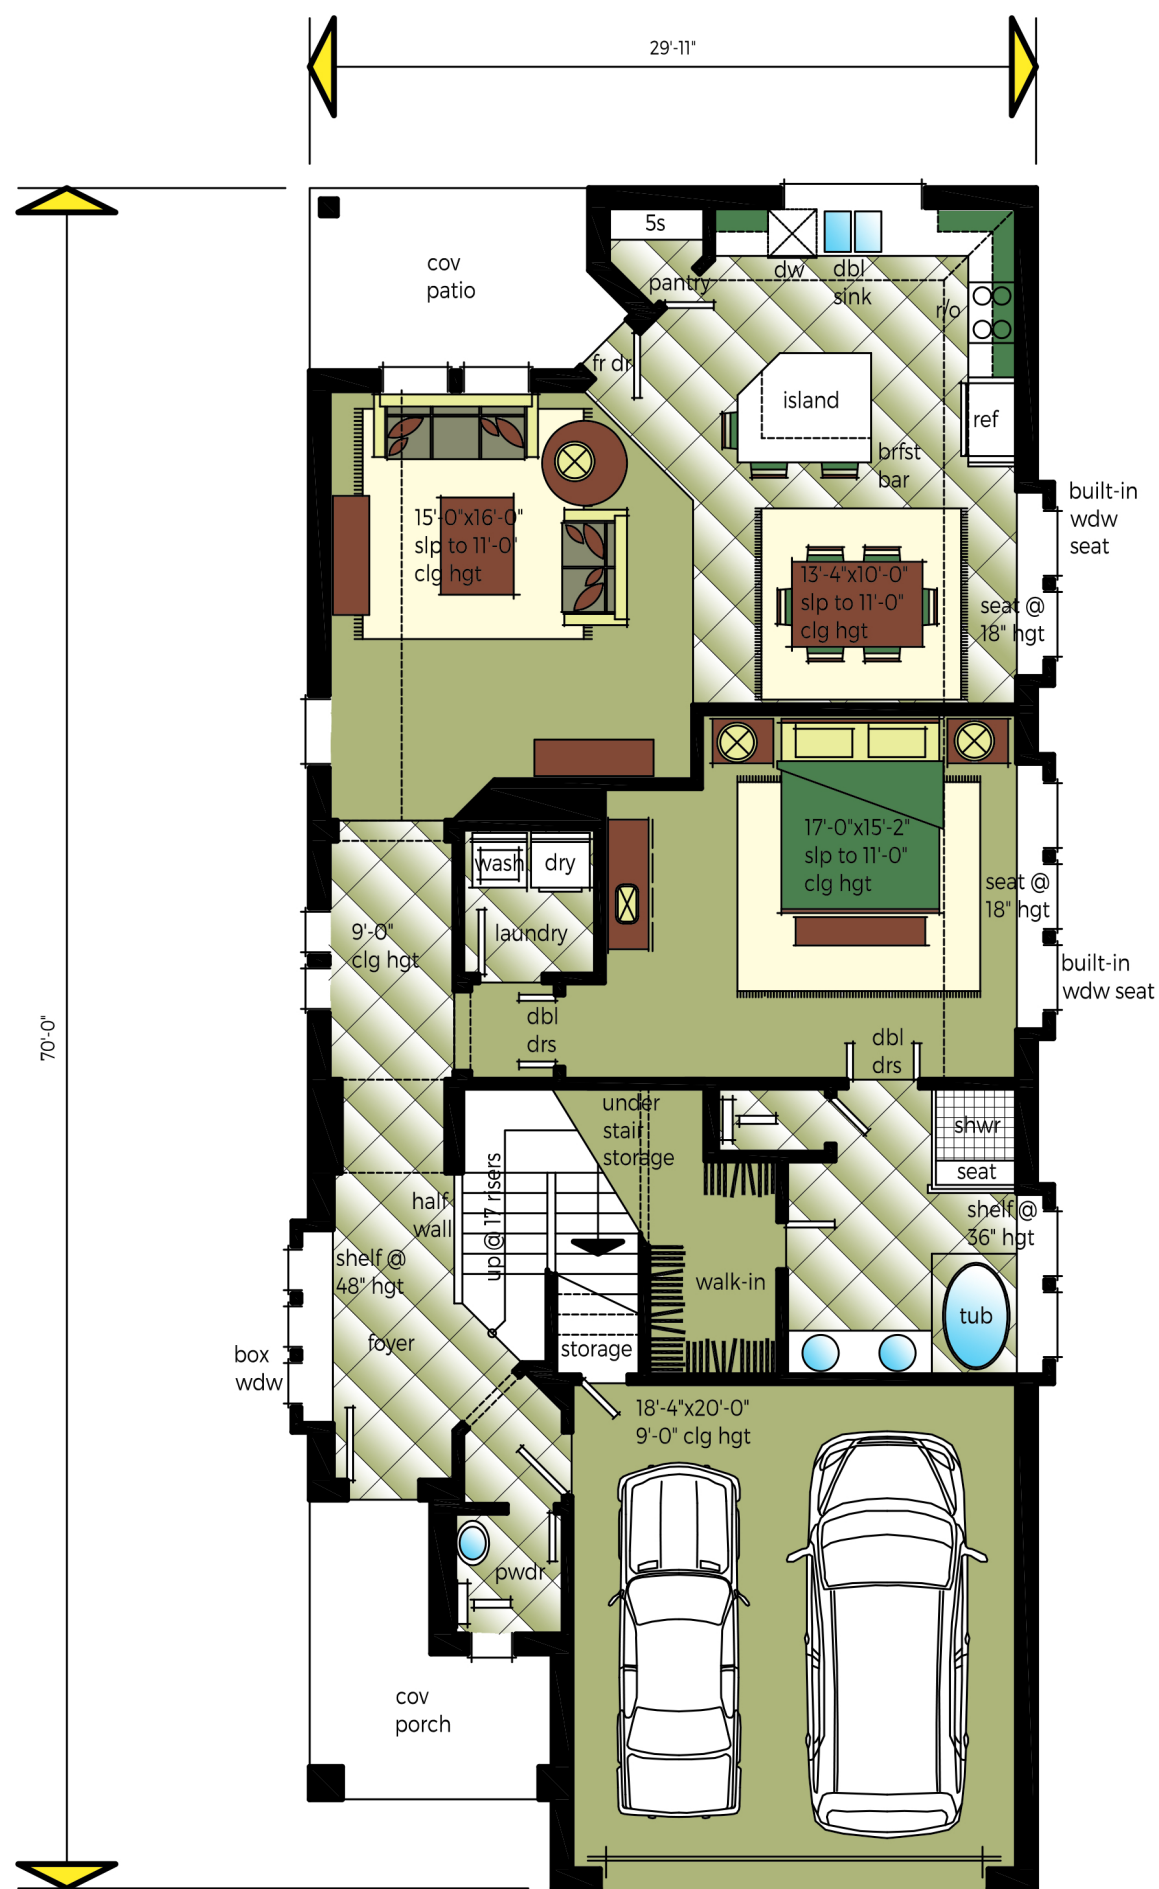 29'-11"
70'-0"
5s
cov
patio
pantry
dw
dbl
sink
r/o
fr dr
island
ref
brfst
bar
built-in
wdw
seat
15'-0"x16'-0"
slp to 11'-0"
clg hgt
13'-4"x10'-0"
slp to 11'-0"
clg hgt
seat @
18" hgt
17'-0"x15'-2"
slp to 11'-0"
clg hgt
seat @
18" hgt
wash
dry
laundry
9'-0"
clg hgt
built-in
wdw seat
dbl
drs
dbl
drs
under
stair
storage
shwr
seat
up@17 risers
half
wall
shelf @
36" hgt
shelf @
48" hgt
walk-in
tub
foyer
storage
box
wdw
18'-4"x20'-0"
9'-0" clg hgt
pwdr
cov
porch